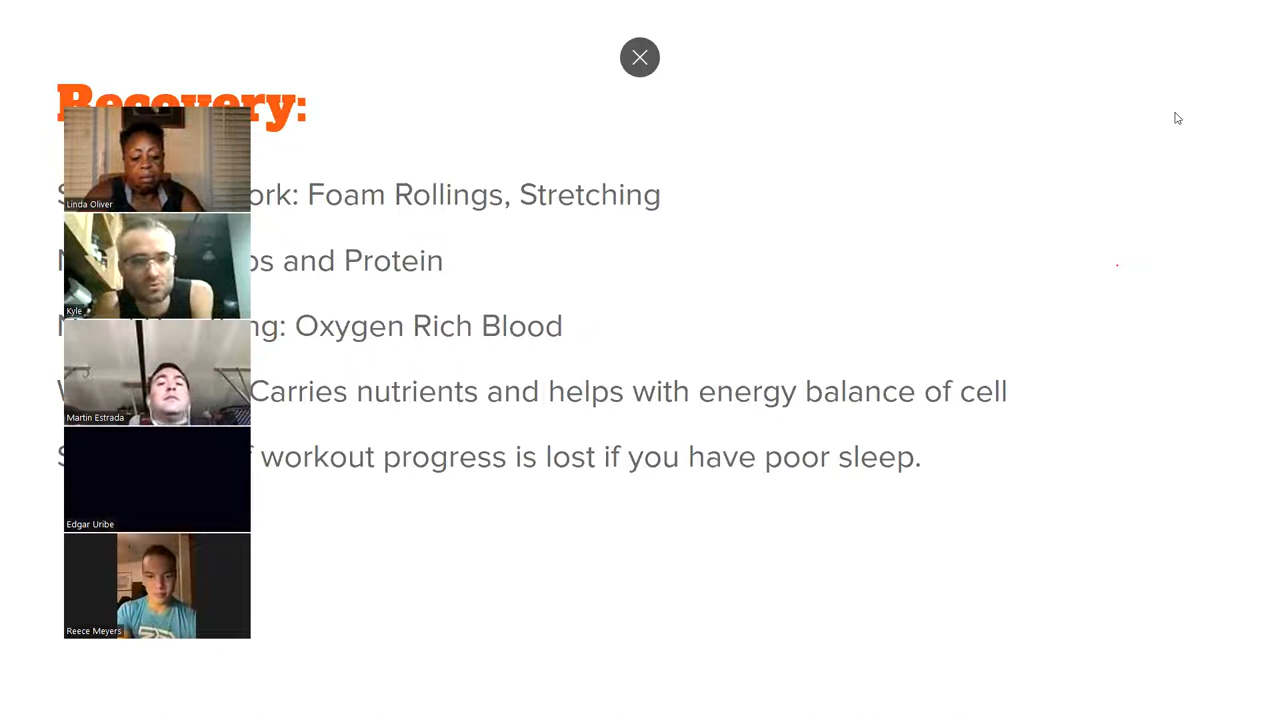 Recovery:
Linda Oliver
ork: Foam Rollings, Stretching
os and Protein
Kyle
ng: Oxygen Rich Blood
Carries nutrients and helps with energy balance of cell
Martin Estrada
workout progress is lost if you have poor sleep.
Edgar Uribe
Reece Meyers